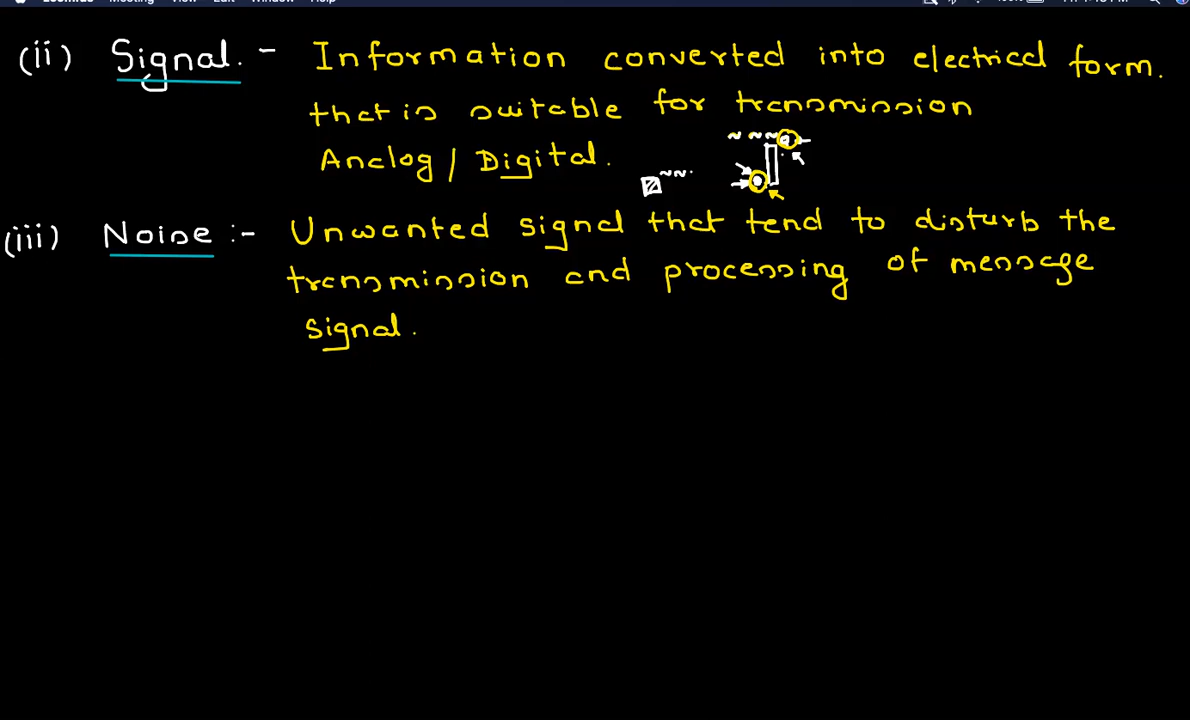 (ii) Signal. - Information converted into electrical form.
that is suitable for transmission
Analog / Digital.
(iii) Noise :- Unwanted signal that tend to disturb the
transmission and processing of message
signal.